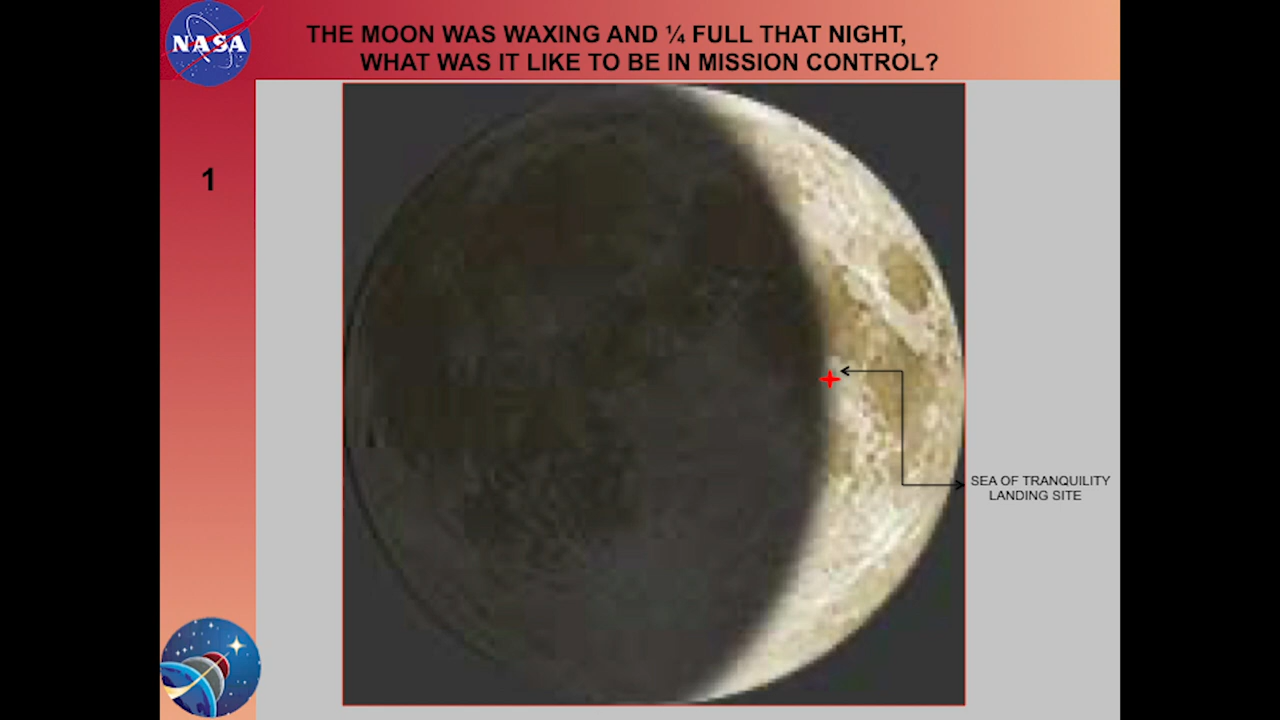 NASA
THE MOON WAS WAXING AND ¼ FULL THAT NIGHT,
WHAT WAS IT LIKE TO BE IN MISSION CONTROL?
1
SEA OF TRANQUILITY
LANDING SITE